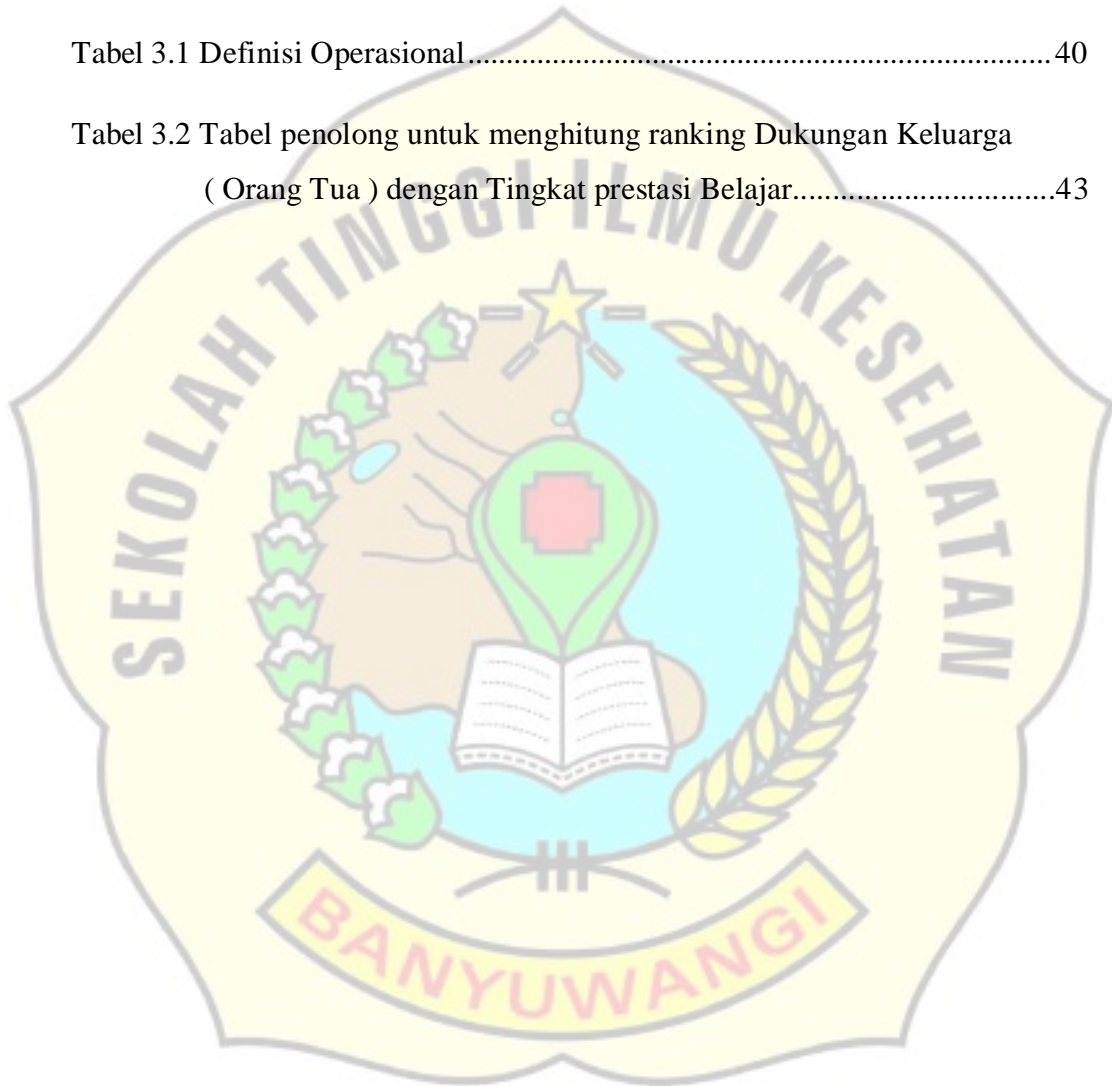 Tabel 3.1 Definisi Operasional............................................................................ 40
Tabel 3.2 Tabel penolong untuk menghitung ranking Dukungan Keluarga
( Orang Tua ) dengan Tingkat prestasi Belajar................................43
SEKOLAH TINGGI ILMU KESEHATAN
BANYUWANGI